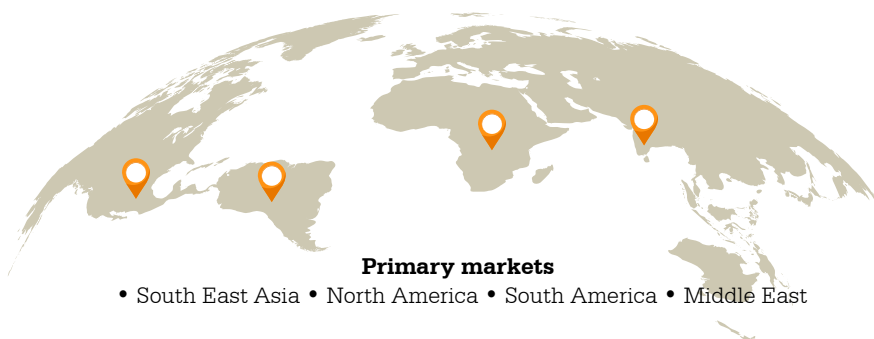 Primary markets
• South East Asia • North America • South America • Middle East